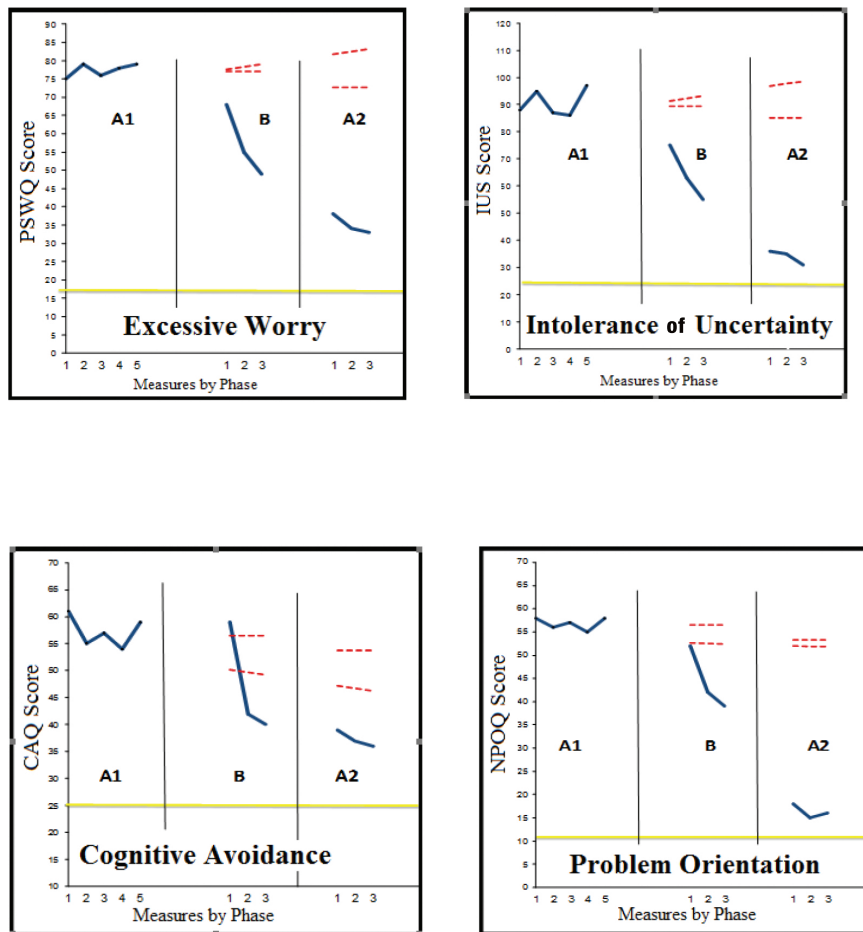 90
85
80
75
70
65
60
55
50
45
40
35
30
25
20
15
10
5
0
PSWQ Score
A1
B
A2
Excessive Worry
1 2 3 4 5
1 2 3
1 2 3
Measures by Phase
120
110
100
90
80
70
60
50
40
30
20
10
0
IUS Score
A1
B
A2
Intolerance of Uncertainty
1 2 3 4 5
1 2 3
1 2 3
Measures by Phase
70
65
60
55
50
45
40
35
30
25
20
15
10
CAQ Score
A1
B
A2
Cognitive Avoidance
1 2 3 4 5
1 2 3
1 2 3
Measures by Phase
70
65
60
55
50
45
40
35
30
25
20
15
10
5
0
NPOQ Score
A1
B
A2
Problem Orientation
1 2 3 4 5
1 2 3
1 2 3
Measures by Phase